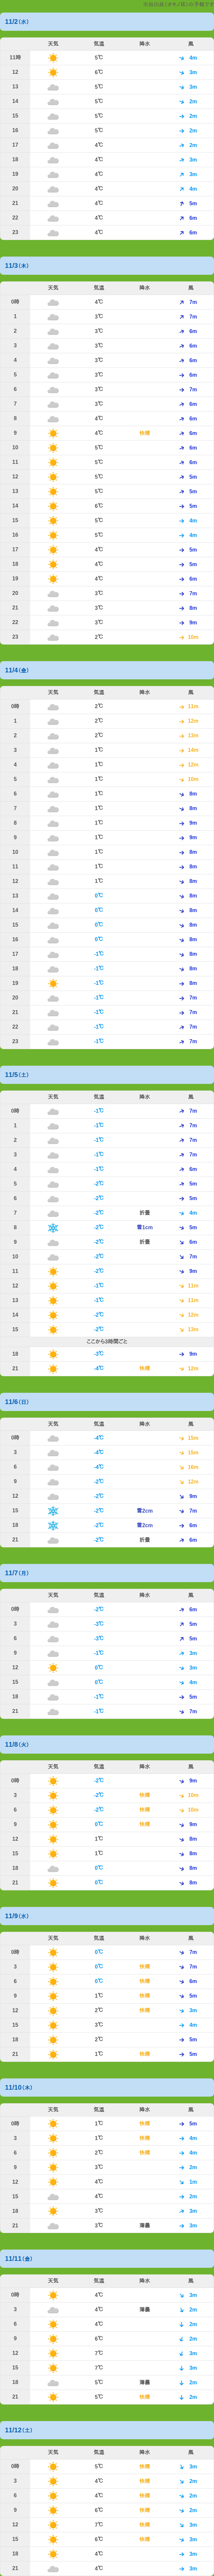 11/2(水)
天気 気温 降水 風
11時 5℃ 4m
12 6℃ 3m
13 5℃ 3m
14 5℃ 2m
15 5℃ 2m
16 5℃ 2m
17 4℃ 2m
18 4℃ 3m
19 4℃ 3m
20 4℃ 4m
21 4℃ 5m
22 4℃ 6m
23 4℃ 6m
11/3(木)
天気 気温 降水 風
0時 4℃ 7m
1 3℃ 7m
2 3℃ 6m
3 3℃ 6m
4 3℃ 6m
5 3℃ 6m
6 3℃ 7m
7 3℃ 6m
8 4℃ 6m
9 4℃ 快晴 6m
10 5℃ 6m
11 5℃ 6m
12 5℃ 5m
13 5℃ 5m
14 6℃ 5m
15 5℃ 4m
16 5℃ 4m
17 4℃ 5m
18 4℃ 5m
19 4℃ 6m
20 3℃ 7m
21 3℃ 8m
22 3℃ 9m
23 2℃ 10m
11/4(金)
天気 気温 降水 風
0時 2℃ 11m
1 2℃ 12m
2 2℃ 13m
3 1℃ 14m
4 1℃ 12m
5 1℃ 10m
6 1℃ 8m
7 1℃ 8m
8 1℃ 9m
9 1℃ 9m
10 1℃ 8m
11 1℃ 8m
12 1℃ 8m
13 0℃ 8m
14 0℃ 8m
15 0℃ 8m
16 0℃ 8m
17 -1℃ 8m
18 -1℃ 8m
19 -1℃ 8m
20 -1℃ 7m
21 -1℃ 7m
22 -1℃ 7m
23 -1℃ 7m
11/5(土)
天気 気温 降水 風
0時 -1℃ 7m
1 -1℃ 7m
2 -1℃ 7m
3 -1℃ 7m
4 -1℃ 6m
5 -2℃ 5m
6 -2℃ 5m
7 -2℃ 折曇 4m
8 -2℃ 雪1cm 5m
9 -2℃ 折曇 6m
10 -2℃ 7m
11 -2℃ 9m
12 -1℃ 11m
13 -1℃ 11m
14 -2℃ 12m
15 -2℃ 13m
ここから3時間ごと
18 -3℃ 9m
21 -4℃ 快晴 12m
11/6(日)
天気 気温 降水 風
0時 -4℃ 15m
3 -4℃ 15m
6 -4℃ 16m
9 -2℃ 12m
12 -2℃ 9m
15 -2℃ 雪2cm 7m
18 -2℃ 雪2cm 6m
21 -2℃ 折曇 6m
11/7(月)
天気 気温 降水 風
0時 -2℃ 6m
3 -3℃ 5m
6 -3℃ 5m
9 -1℃ 3m
12 0℃ 3m
15 0℃ 4m
18 -1℃ 5m
21 -1℃ 7m
11/8(火)
天気 気温 降水 風
0時 -2℃ 9m
3 -2℃ 快晴 10m
6 -2℃ 快晴 10m
9 0℃ 快晴 9m
12 1℃ 8m
15 1℃ 8m
18 0℃ 8m
21 0℃ 8m
11/9(水)
天気 気温 降水 風
0時 0℃ 7m
3 0℃ 快晴 7m
6 0℃ 快晴 6m
9 1℃ 快晴 5m
12 2℃ 快晴 3m
15 3℃ 4m
18 2℃ 5m
21 1℃ 快晴 5m
11/10(木)
天気 気温 降水 風
0時 1℃ 快晴 5m
3 1℃ 快晴 4m
6 2℃ 快晴 4m
9 3℃ 2m
12 4℃ 1m
15 4℃ 2m
18 3℃ 3m
21 3℃ 薄曇 3m
11/11(金)
天気 気温 降水 風
0時 4℃ 3m
3 4℃ 薄曇 2m
6 4℃ 2m
9 6℃ 2m
12 7℃ 3m
15 7℃ 3m
18 5℃ 薄曇 2m
21 5℃ 快晴 2m
11/12(土)
天気 気温 降水 風
0時 5℃ 快晴 3m
3 4℃ 快晴 2m
6 4℃ 快晴 2m
9 6℃ 快晴 2m
12 7℃ 快晴 3m
15 6℃ 快晴 3m
18 4℃ 3m
21 4℃ 3m